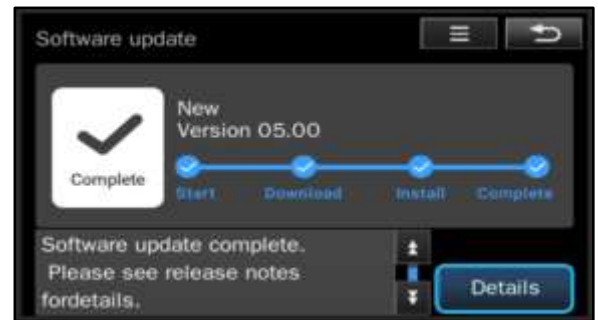 Software update
New
Version 05.00
Complete
Start Download Install Complete
Software update complete.
Please see release notes
fordetails.
Details